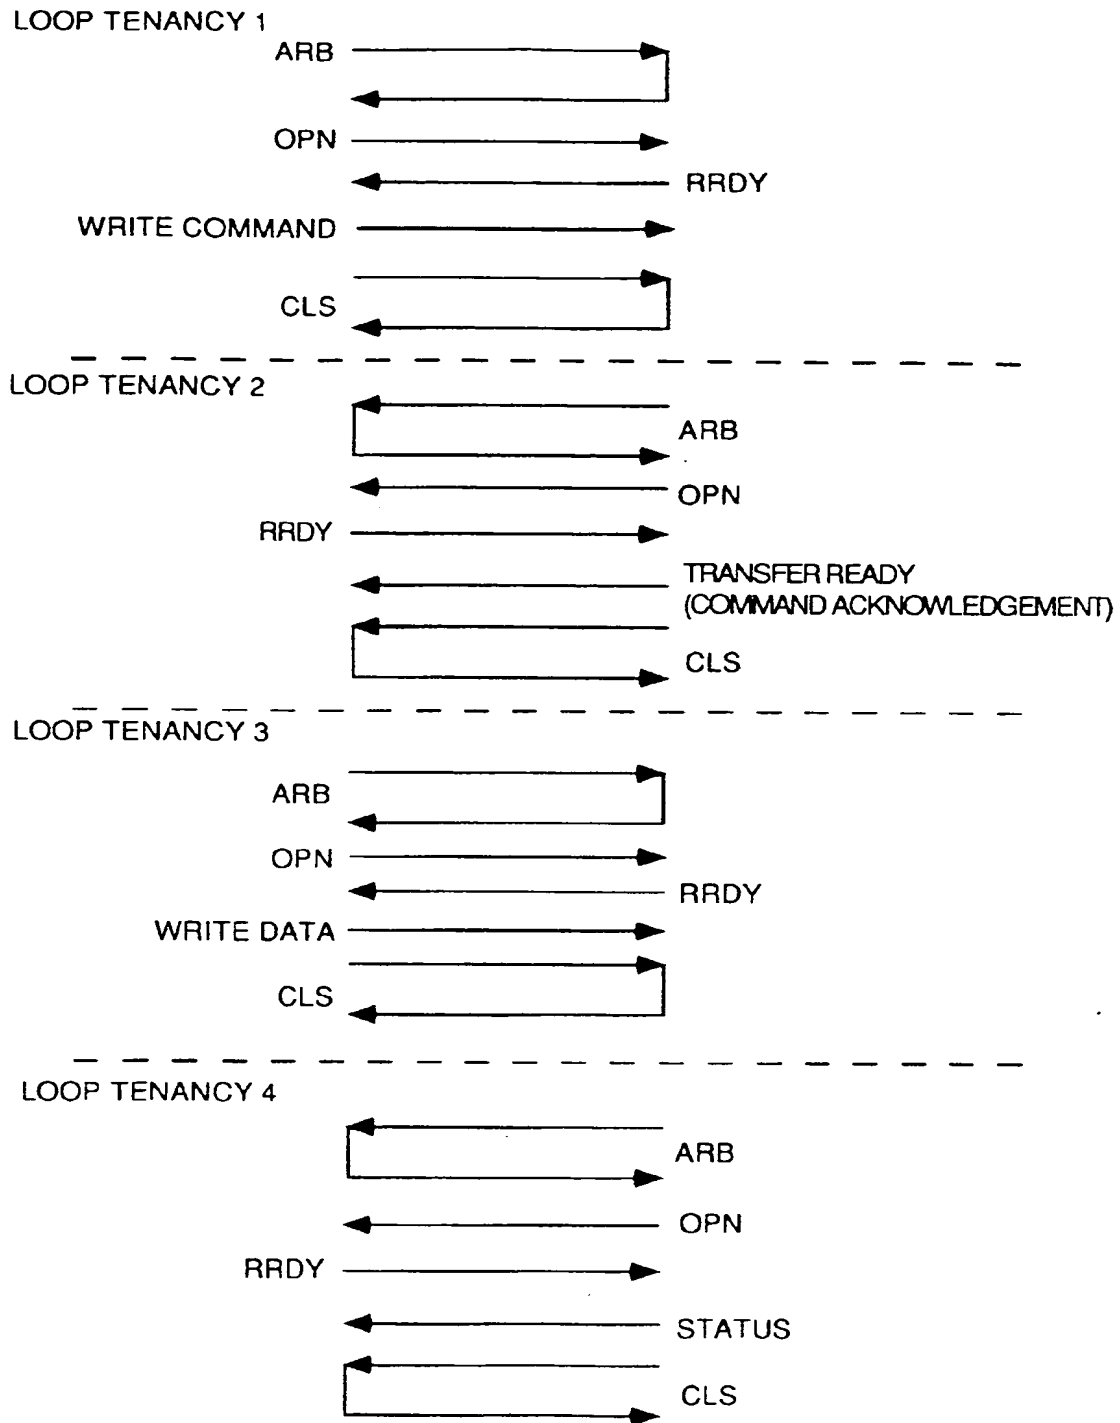 LOOP TENANCY 1
ARB
OPN
RRDY
WRITE COMMAND
CLS
LOOP TENANCY 2
ARB
OPN
RRDY
TRANSFER READY
(COMMAND ACKNOWLEDGEMENT)
CLS
LOOP TENANCY 3
ARB
OPN
RRDY
WRITE DATA
CLS
LOOP TENANCY 4
ARB
OPN
RRDY
STATUS
CLS